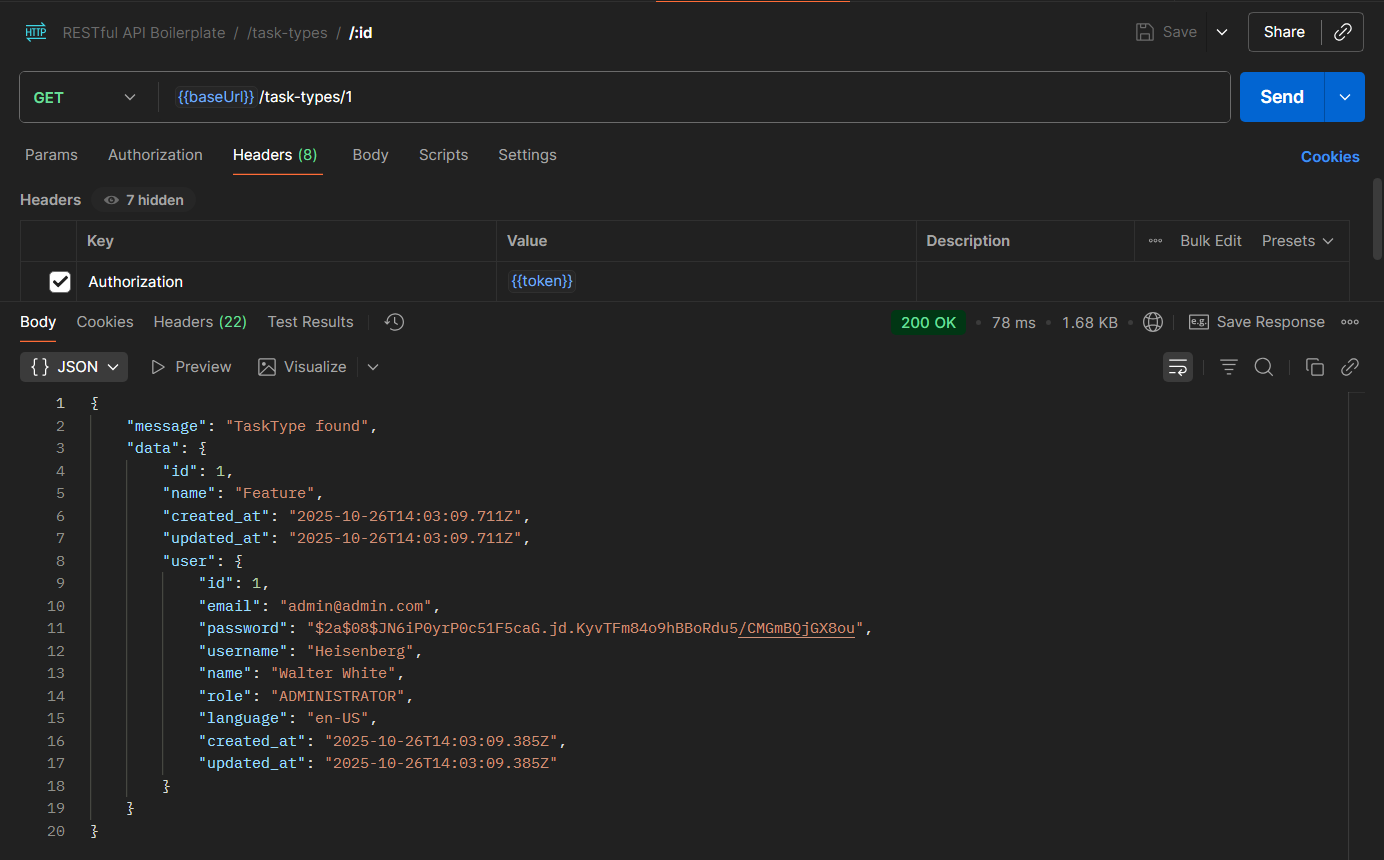 HTTP RESTful API Boilerplate / /task-types / /:id Save Share
GET {{baseUrl}} /task-types/1 Send
Params Authorization Headers (8) Body Scripts Settings Cookies
Headers 7 hidden
Key Value Description Bulk Edit Presets
Authorization {{token}}
Body Cookies Headers (22) Test Results 200 OK 78 ms 1.68 KB e.g. Save Response
{} JSON Preview Visualize
1 {
2 "message": "TaskType found",
3 "data": {
4 "id": 1,
5 "name": "Feature",
6 "created_at": "2025-10-26T14:03:09.711Z",
7 "updated_at": "2025-10-26T14:03:09.711Z",
8 "user": {
9 "id": 1,
10 "email": "admin@admin.com",
11 "password": "$2a$08$JN6iP0yrP0c51F5caG.jd.KyvTFm84o9hBBoRdu5/CMGmBQjGX8ou",
12 "username": "Heisenberg",
13 "name": "Walter White",
14 "role": "ADMINISTRATOR",
15 "language": "en-US",
16 "created_at": "2025-10-26T14:03:09.385Z",
17 "updated_at": "2025-10-26T14:03:09.385Z"
18 }
19 }
20 }